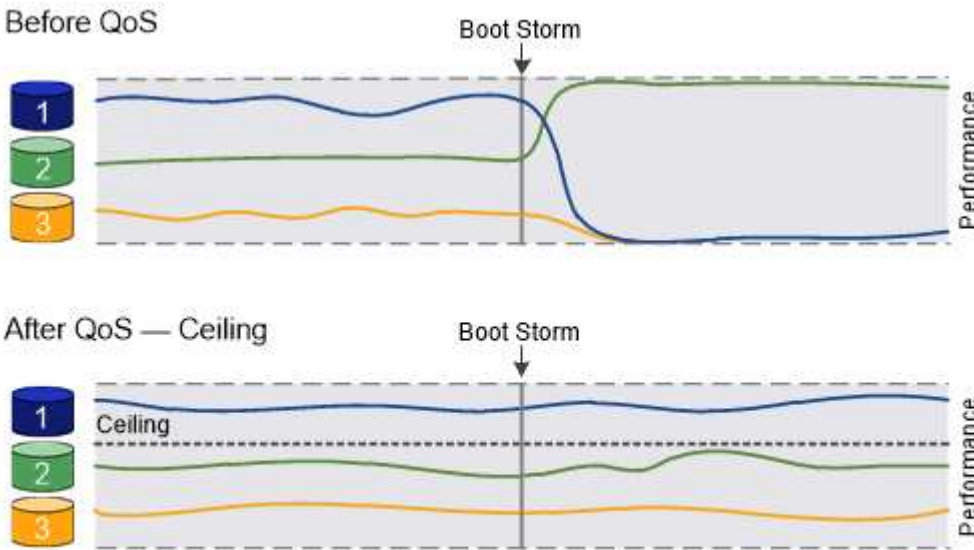 Before QoS
Boot Storm
1
2
3
Performance
After QoS — Ceiling
Boot Storm
1
Ceiling
2
3
Performance